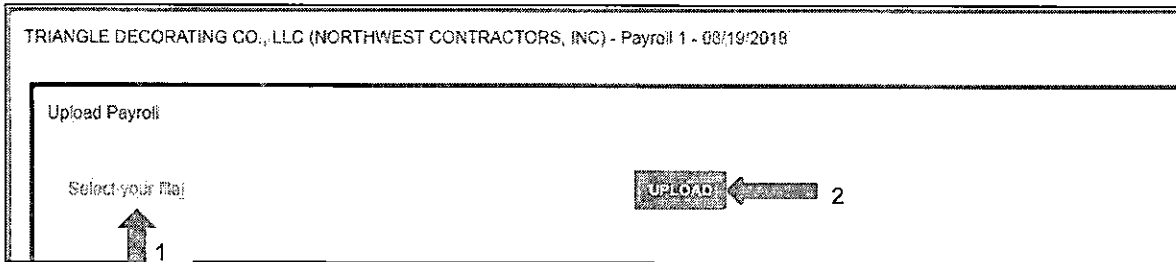 TRIANGLE DECORATING CO., LLC (NORTHWEST CONTRACTORS, INC) - Payroll 1 - 08/19/2018
Upload Payroll
Select your file
UPLOAD
2
1